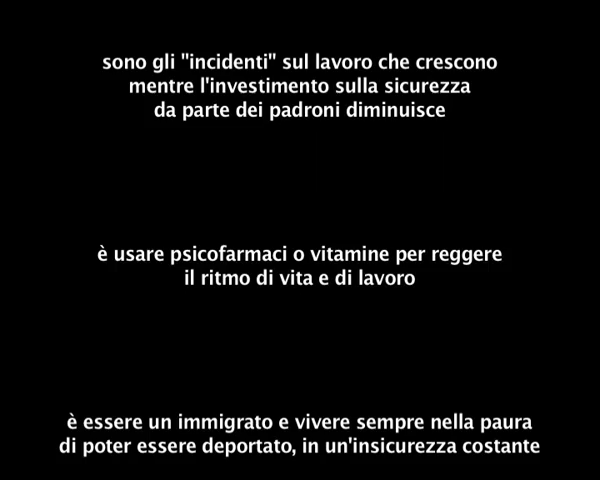 sono gli "incidenti" sul lavoro che crescono
mentre l'investimento sulla sicurezza
da parte dei padroni diminuisce
è usare psicofarmaci o vitamine per reggere
il ritmo di vita e di lavoro
è essere un immigrato e vivere sempre nella paura
di poter essere deportato, in un'insicurezza costante